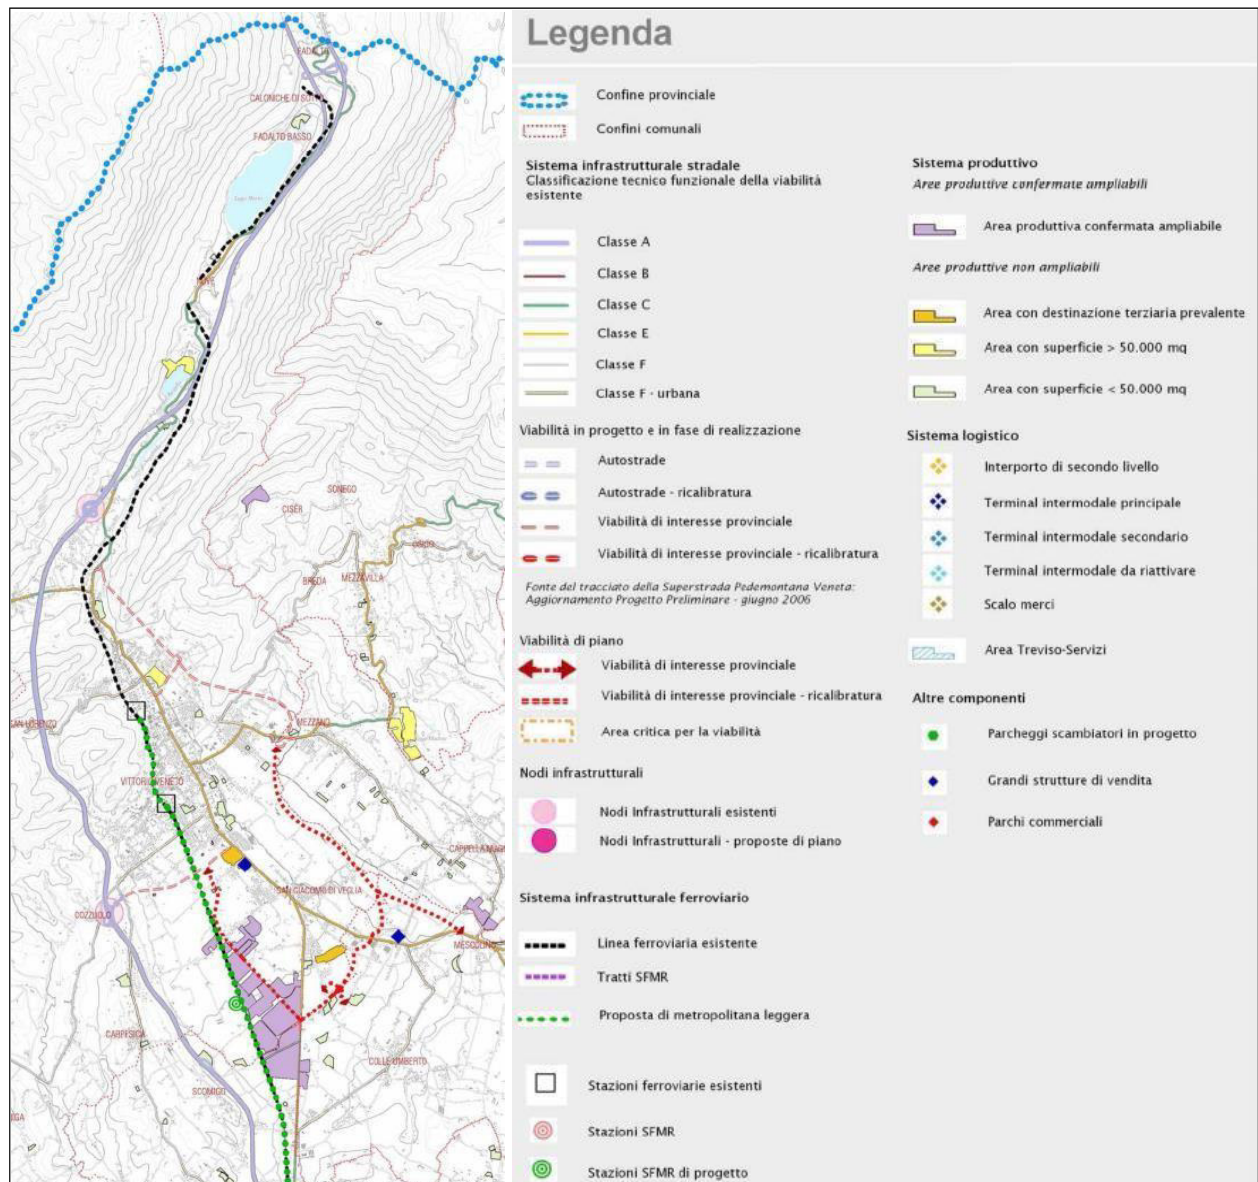 FADALTO
CALONICHE DI SOTTO
FADALTO BASSO
Lago Morto
NOVE
SONEGO
CISER
BREDA
MEZZAVILLA
MEZZANO
VITTORIO VENETO
SAN GIACOMO DI VEGLIA
COZZUOLO
CARPESICA
SCOMIGO
COLLE UMBERTO
Legenda
Confine provinciale
Confini comunali
Sistema infrastrutturale stradale
Classificazione tecnico funzionale della viabilità
esistente
Classe A
Classe B
Classe C
Classe E
Classe F
Classe F - urbana
Viabilità in progetto e in fase di realizzazione
Autostrade
Autostrade - ricalibratura
Viabilità di interesse provinciale
Viabilità di interesse provinciale - ricalibratura
Fonte del tracciato della Superstrada Pedemontana Veneta:
Aggiornamento Progetto Preliminare - giugno 2006
Viabilità di piano
Viabilità di interesse provinciale
Viabilità di interesse provinciale - ricalibratura
Area critica per la viabilità
Nodi infrastrutturali
Nodi Infrastrutturali esistenti
Nodi Infrastrutturali - proposte di piano
Sistema infrastrutturale ferroviario
Linea ferroviaria esistente
Tratti SFMR
Proposta di metropolitana leggera
Stazioni ferroviarie esistenti
Stazioni SFMR
Stazioni SFMR di progetto
Sistema produttivo
Aree produttive confermate ampliabili
Area produttiva confermata ampliabile
Aree produttive non ampliabili
Area con destinazione terziaria prevalente
Area con superficie > 50.000 mq
Area con superficie < 50.000 mq
Sistema logistico
Interporto di secondo livello
Terminal intermodale principale
Terminal intermodale secondario
Terminal intermodale da riattivare
Scalo merci
Area Treviso-Servizi
Altre componenti
Parcheggi scambiatori in progetto
Grandi strutture di vendita
Parchi commerciali